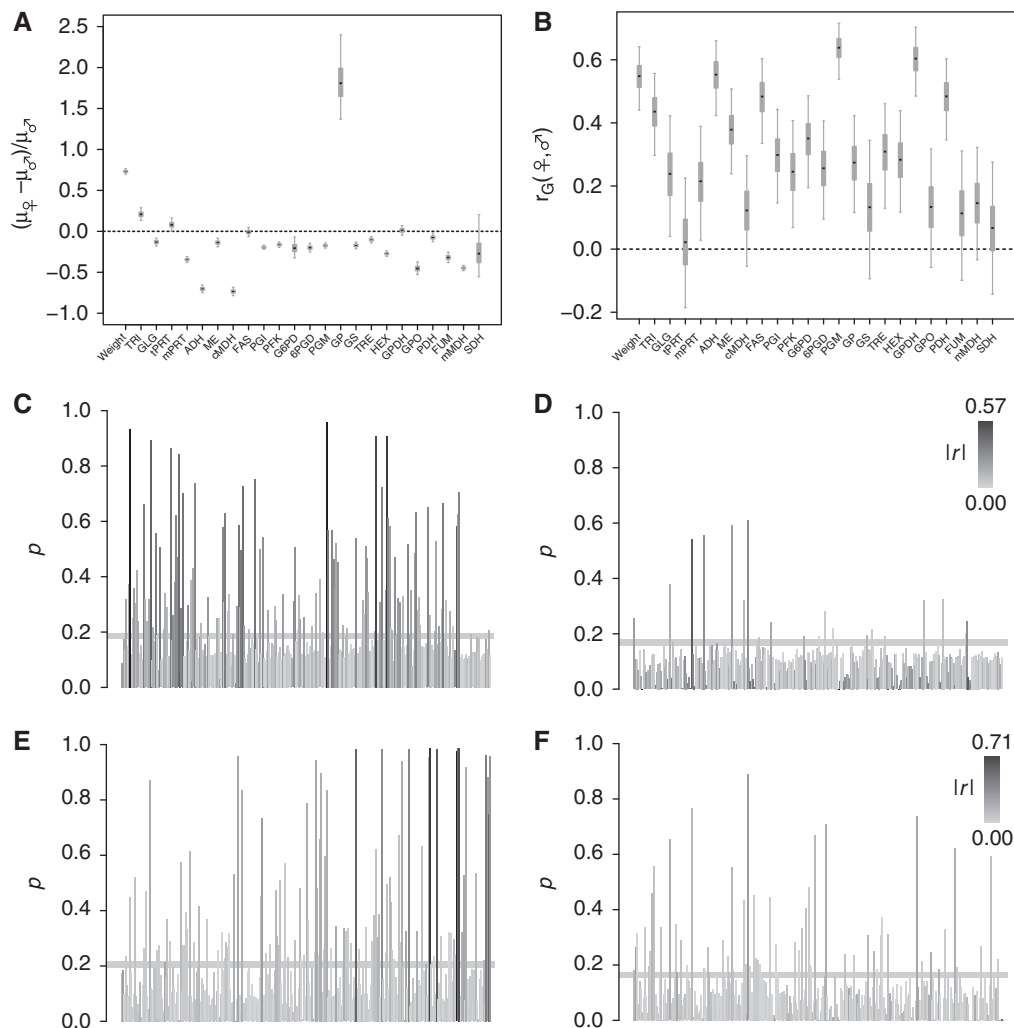 A
(μ♀ −μ♂)/μ♂
2.5
2.0
1.5
1.0
0.5
0.0
−0.5
−1.0
Weight
TRI
GLG
tPRT
mPRT
ADH
ME
cMDH
FAS
PGI
PFK
G6PD
6PGD
PGM
GP
GS
TRE
HEX
GPDH
GPO
PDH
FUM
mMDH
SDH
B
rG(♀,♂)
0.6
0.4
0.2
0.0
−0.2
Weight
TRI
GLG
tPRT
mPRT
ADH
ME
cMDH
FAS
PGI
PFK
G6PD
6PGD
PGM
GP
GS
TRE
HEX
GPDH
GPO
PDH
FUM
mMDH
SDH
C
p
1.0
0.8
0.6
0.4
0.2
0.0
D
p
1.0
0.8
0.6
0.4
0.2
0.0
0.57
|r|
0.00
E
p
1.0
0.8
0.6
0.4
0.2
0.0
F
p
1.0
0.8
0.6
0.4
0.2
0.0
0.71
|r|
0.00